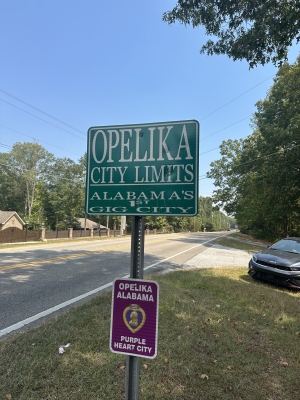 OPELIKA
CITY LIMITS
ALABAMA'S
1ST
GIG CITY
OPELIKA
ALABAMA
PURPLE
HEART CITY